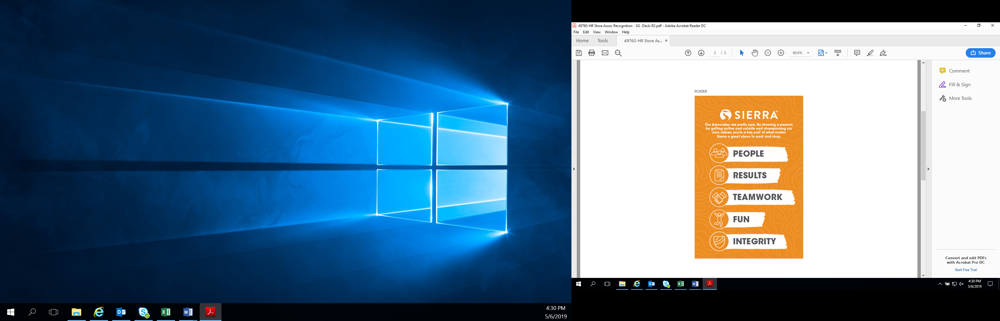 4:30 PM
5/6/2019
49760-HR Store Assoc Recognition - SG -Deck-R2.pdf - Adobe Acrobat Reader DC
File Edit View Window Help
Home Tools 49760-HR Store As... ×
2 / 3 60.6% Share
Comment
Fill & Sign
More Tools
POSTER
SIERRA™
Our Associates are pretty epic. By showing a passion
for getting active and outside and championing our
core values, you're a key part of what makes
Sierra a great place to work and shop.
PEOPLE
RESULTS
TEAMWORK
FUN
INTEGRITY
Convert and edit PDFs
with Acrobat Pro DC
Start Free Trial
4:30 PM
5/6/2019